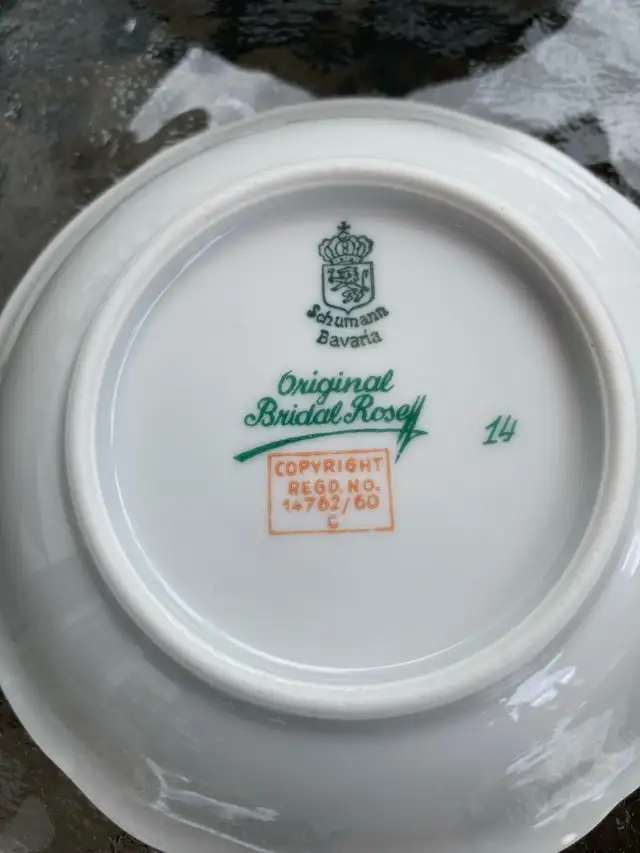 Schumann
Bavaria
Original
Bridal Rose
14
COPYRIGHT
REGD. NO.
14762/60
C